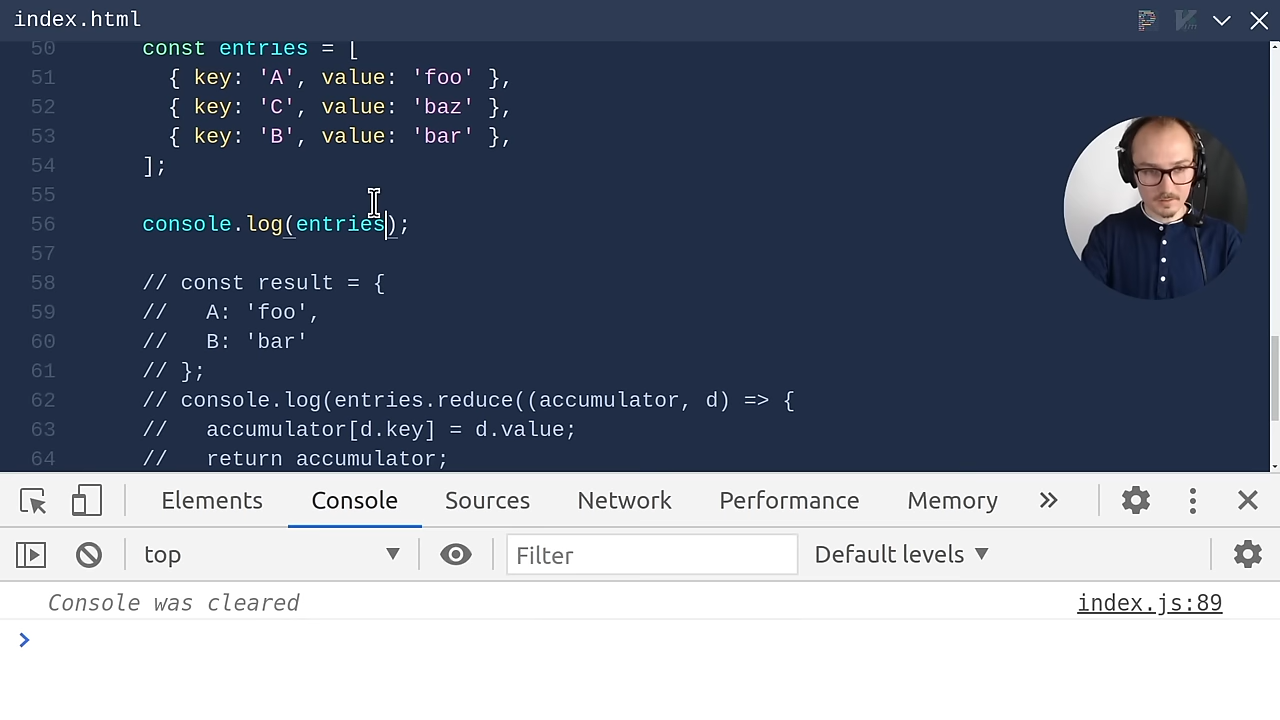 index.html
50 const entries = [
51 { key: 'A', value: 'foo' },
52 { key: 'C', value: 'baz' },
53 { key: 'B', value: 'bar' },
54 ];
55
56 console.log(entries);
57
58 // const result = {
59 //   A: 'foo',
60 //   B: 'bar'
61 // };
62 // console.log(entries.reduce((accumulator, d) => {
63 //   accumulator[d.key] = d.value;
64 //   return accumulator;
Elements Console Sources Network Performance Memory
top Filter Default levels
Console was cleared index.js:89